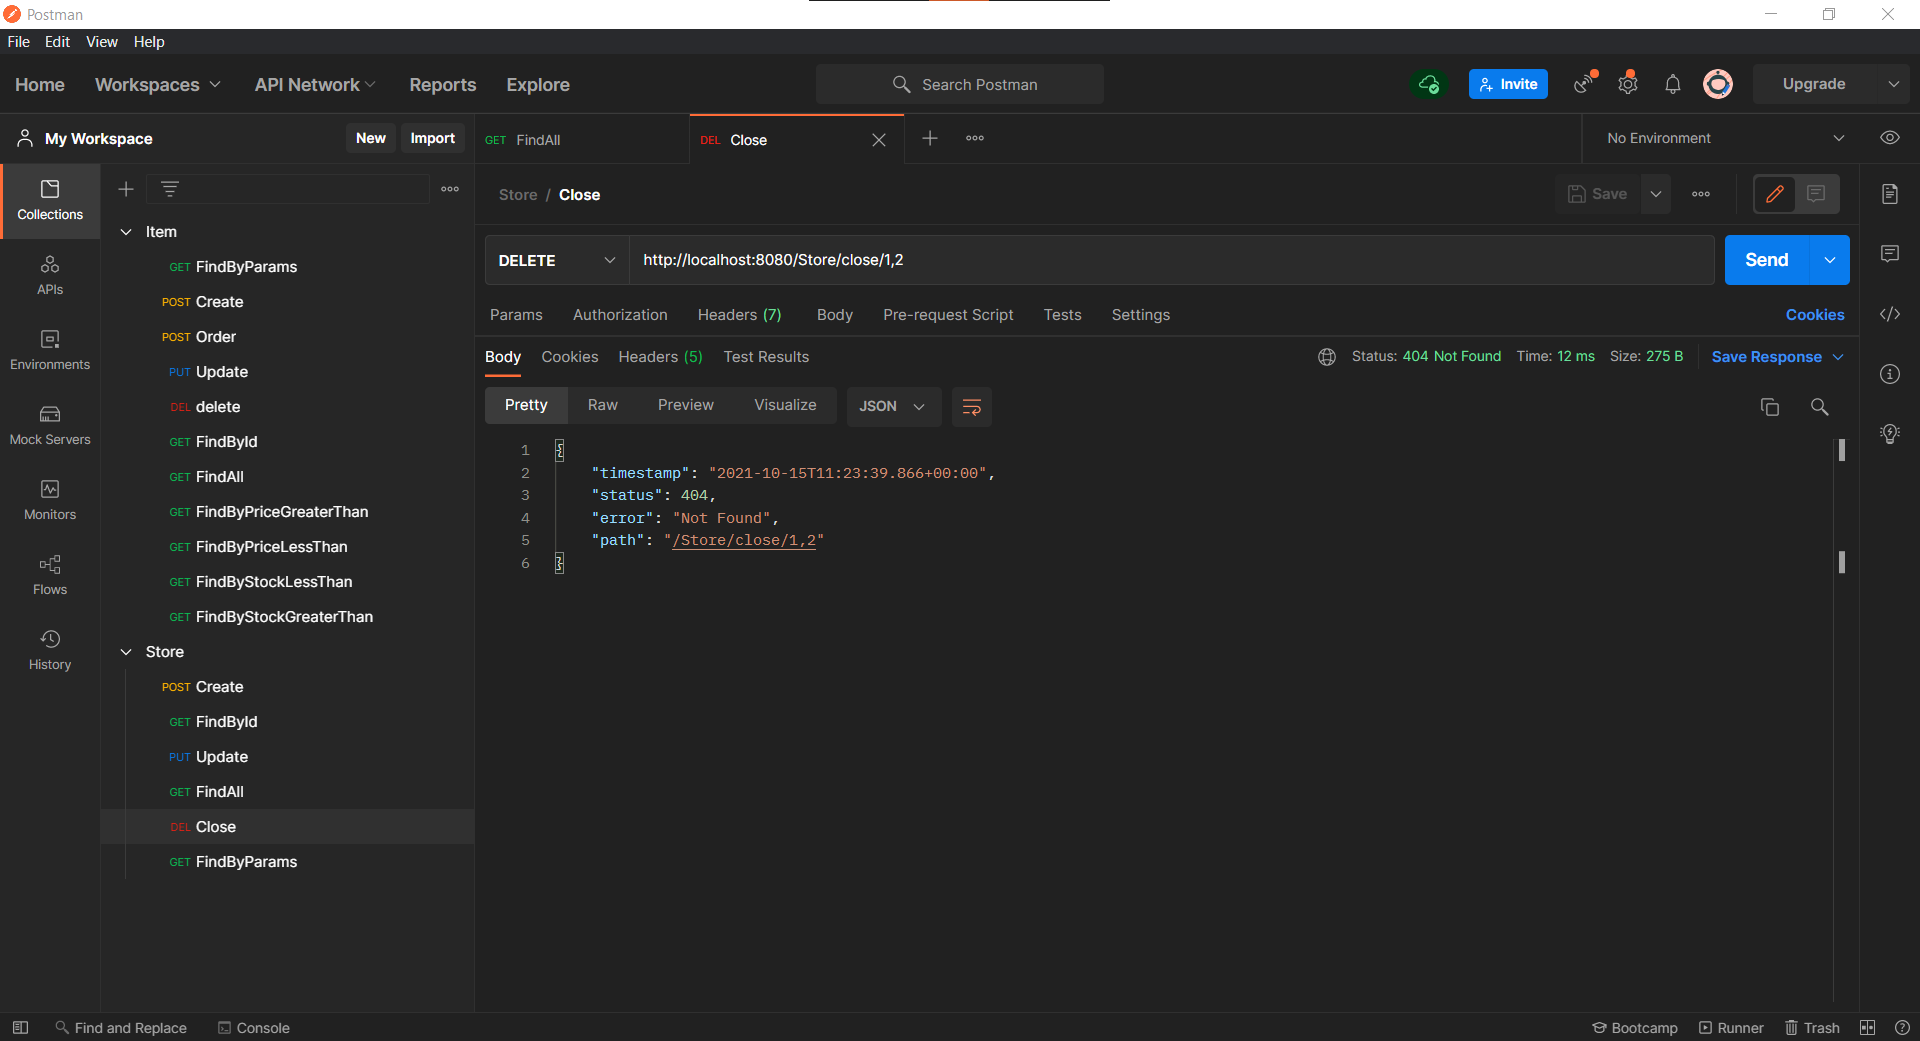 Postman
File Edit View Help
Home Workspaces API Network Reports Explore
Search Postman
Invite
Upgrade
My Workspace
New Import
GET FindAll
DEL Close
No Environment
Collections
APIs
Environments
Mock Servers
Monitors
Flows
History
Item
GET FindByParams
POST Create
POST Order
PUT Update
DEL delete
GET FindById
GET FindAll
GET FindByPriceGreaterThan
GET FindByPriceLessThan
GET FindByStockLessThan
GET FindByStockGreaterThan
Store
POST Create
GET FindById
PUT Update
GET FindAll
DEL Close
GET FindByParams
Store / Close
Save
DELETE http://localhost:8080/Store/close/1,2
Send
Params Authorization Headers (7) Body Pre-request Script Tests Settings
Cookies
Body Cookies Headers (5) Test Results
Status: 404 Not Found Time: 12 ms Size: 275 B
Save Response
Pretty Raw Preview Visualize JSON
1 {
2 "timestamp": "2021-10-15T11:23:39.866+00:00",
3 "status": 404,
4 "error": "Not Found",
5 "path": "/Store/close/1,2"
6 }
Find and Replace Console
Bootcamp Runner Trash